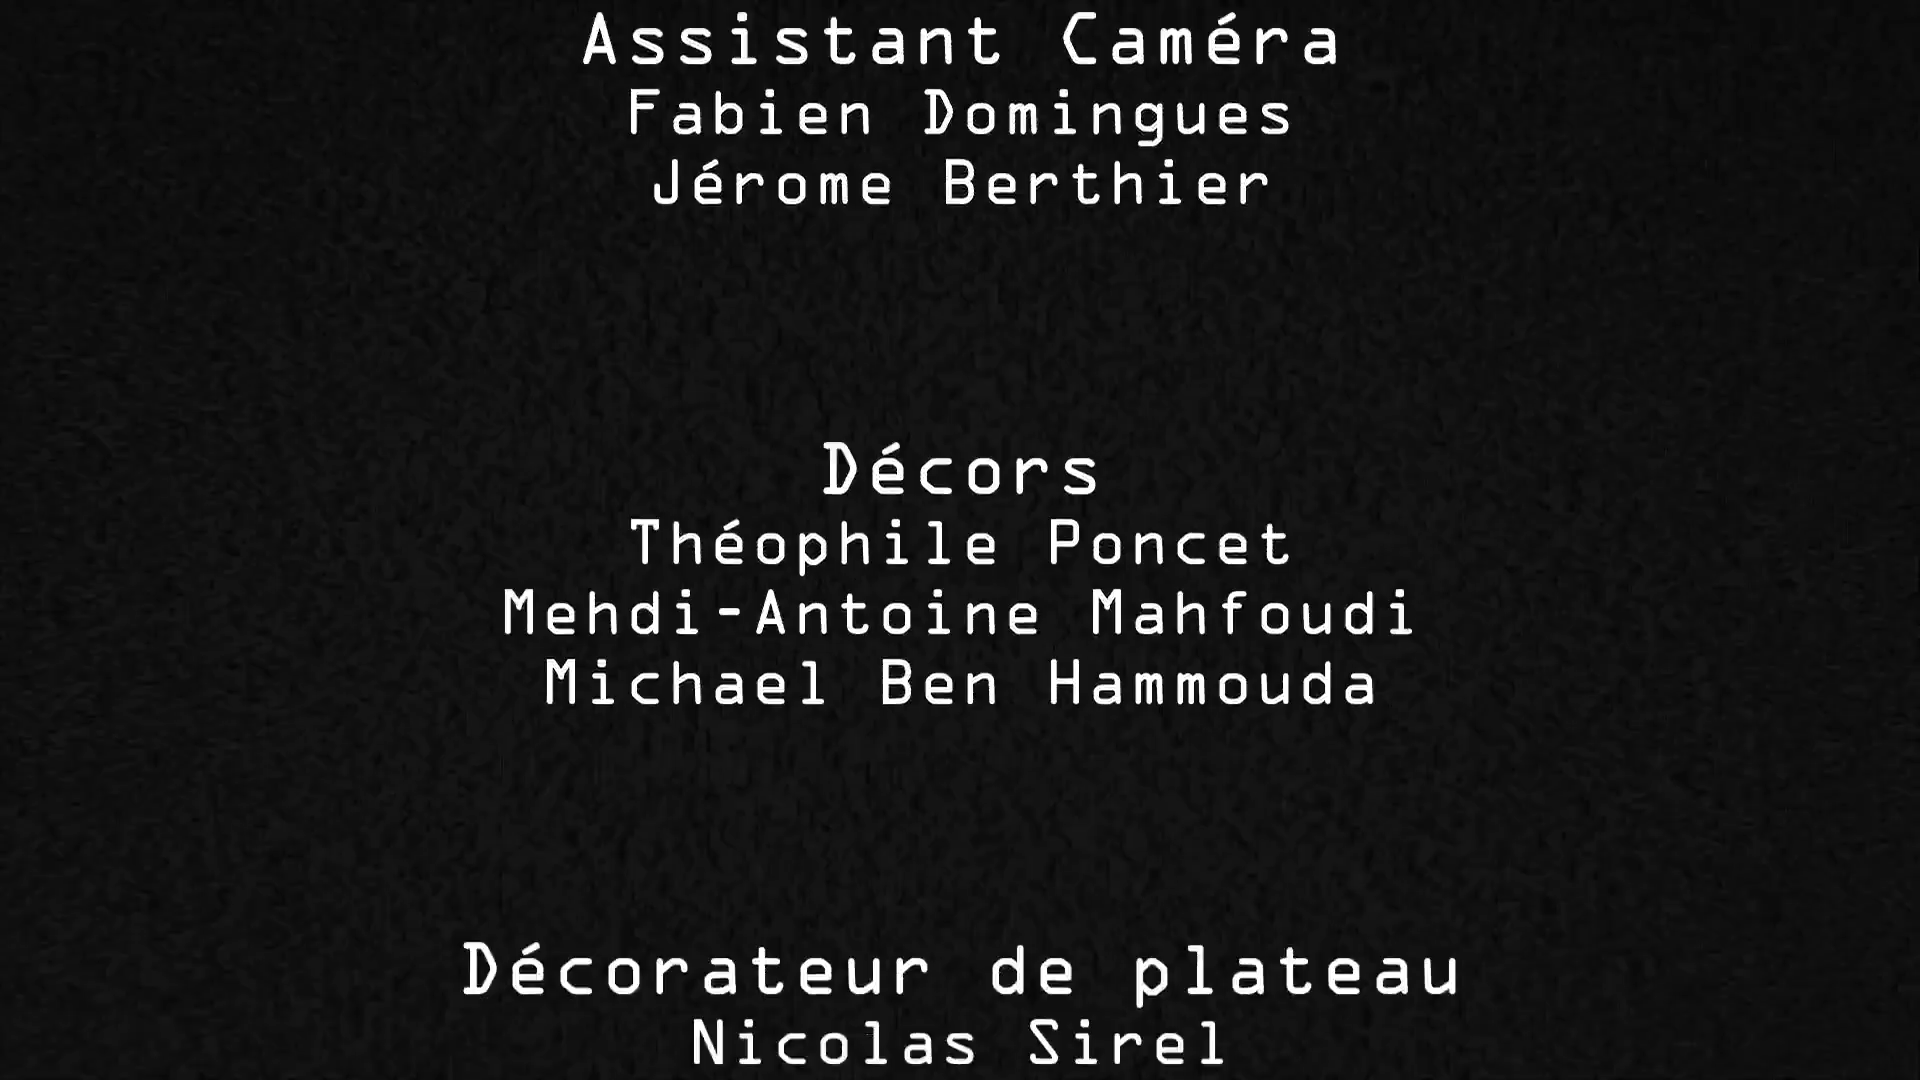 Assistant Caméra
Fabien Domingues
Jérome Berthier
Décors
Théophile Poncet
Mehdi-Antoine Mahfoudi
Michael Ben Hammouda
Décorateur de plateau
Nicolas Sirel